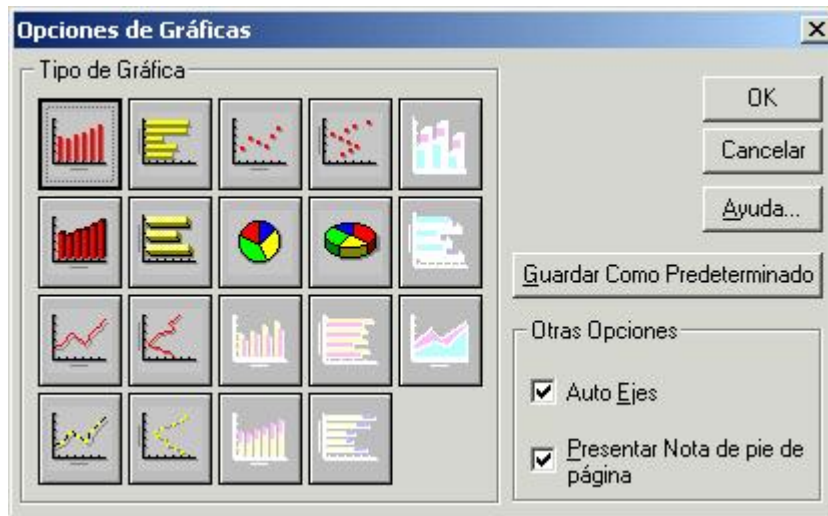 Opciones de Gráficas
Tipo de Gráfica
OK
Cancelar
Ayuda...
Guardar Como Predeterminado
Otras Opciones
Auto Ejes
Presentar Nota de pie de
página